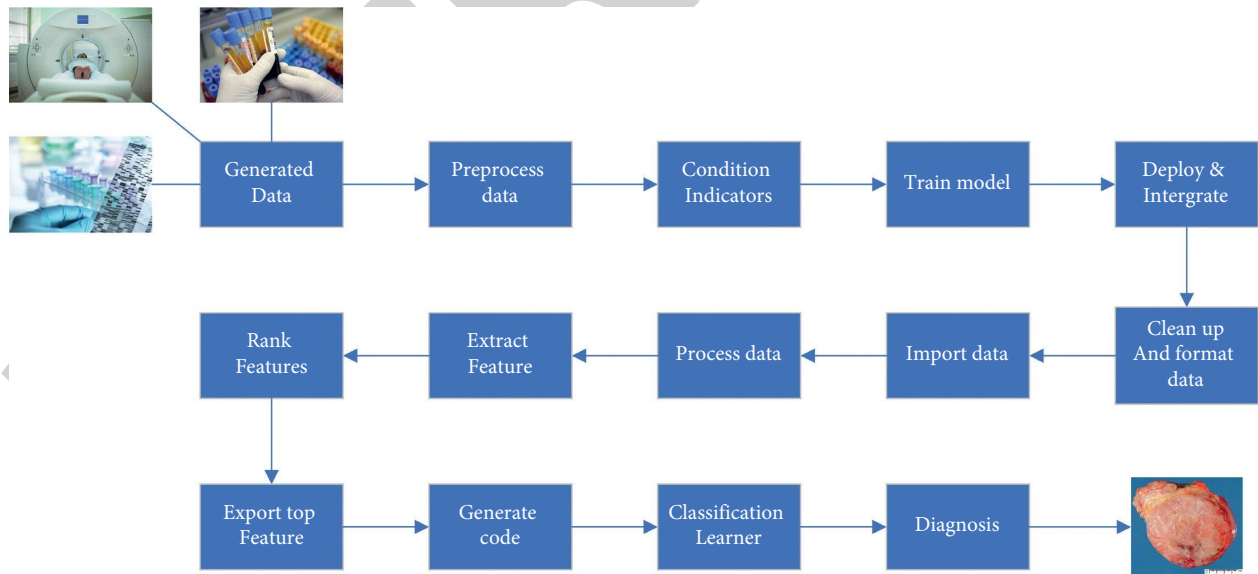 Generated
Data
Preprocess
data
Condition
Indicators
Train model
Deploy &
Intergrate
Rank
Features
Extract
Feature
Process data
Import data
Clean up
And format
data
Export top
Feature
Generate
code
Classification
Learner
Diagnosis